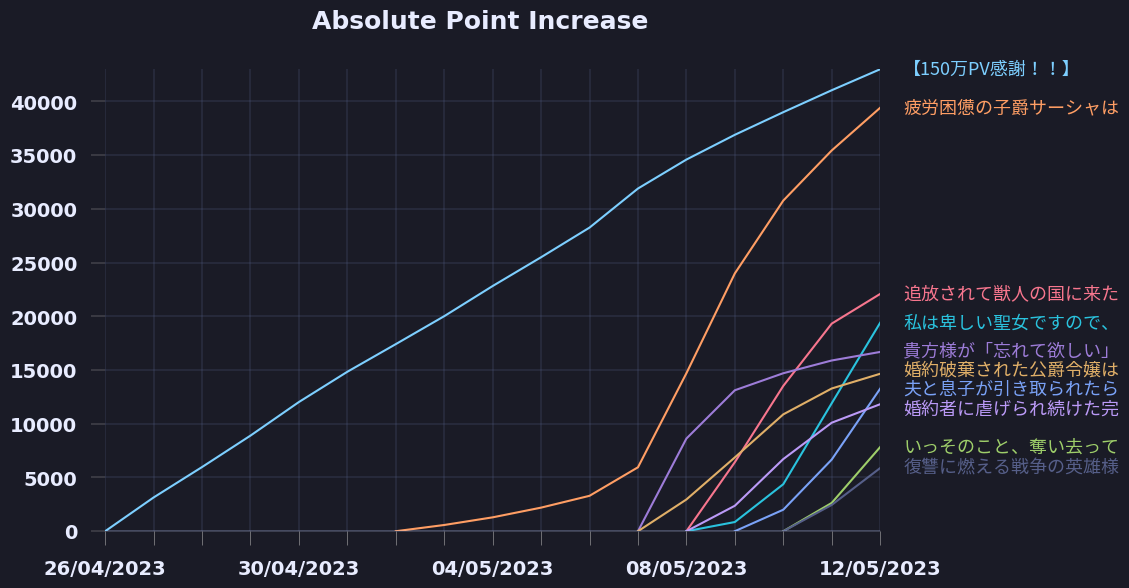 Absolute Point Increase
【150万PV感謝！！】
40000
疲労困憊の子爵サーシャは
35000
30000
25000
追放されて獣人の国に来た
20000
私は卑しい聖女ですので、
貴方様が「忘れて欲しい」
15000
婚約破棄された公爵令嬢は
夫と息子が引き取られたら
婚約者に虐げられ続けた完
10000
いっそのこと、奪い去って
復讐に燃える戦争の英雄様
5000
0
26/04/2023
30/04/2023
04/05/2023
08/05/2023
12/05/2023